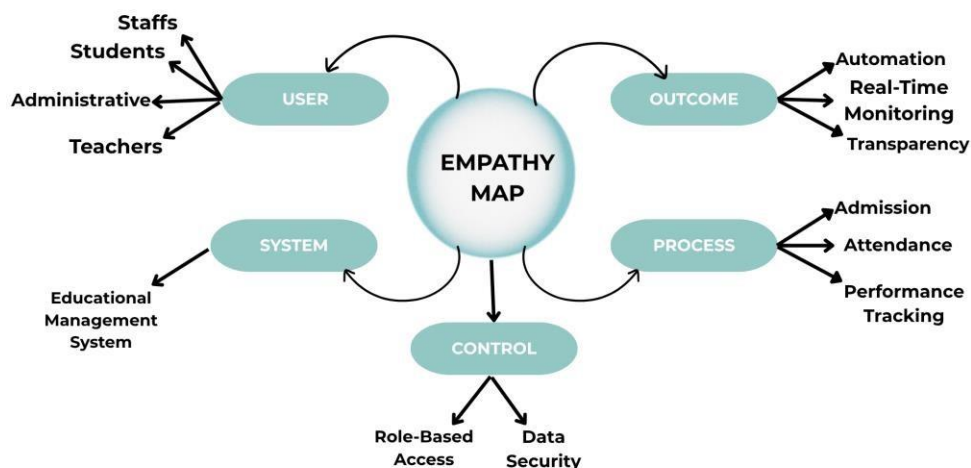 Staffs
Students
Administrative
Teachers
USER
EMPATHY
MAP
OUTCOME
Automation
Real-Time
Monitoring
Transparency
SYSTEM
Educational
Management
System
PROCESS
Admission
Attendance
Performance
Tracking
CONTROL
Role-Based
Access
Data
Security